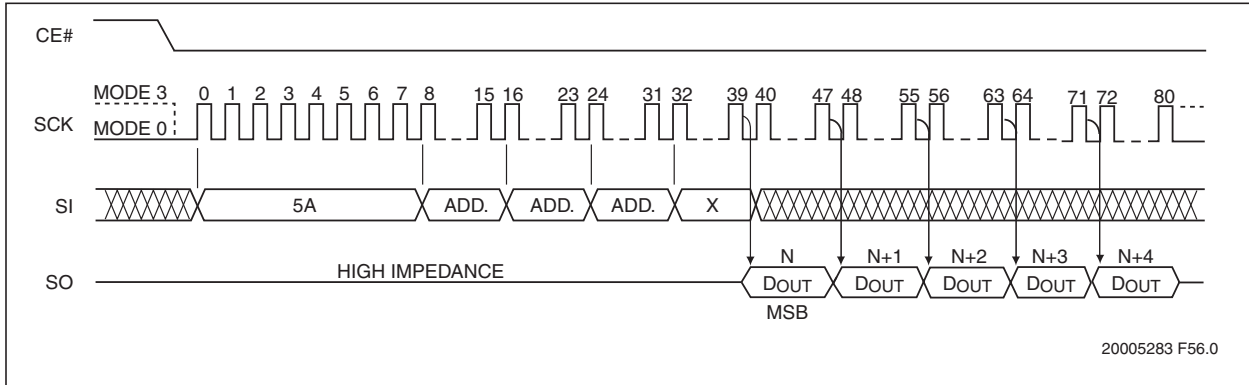 CE#
MODE 3
SCK
MODE 0
0 1 2 3 4 5 6 7 8 15 16 23 24 31 32 39 40 47 48 55 56 63 64 71 72 80
SI
5A ADD. ADD. ADD. X
N N+1 N+2 N+3 N+4
SO
HIGH IMPEDANCE
DOUT DOUT DOUT DOUT DOUT
MSB
20005283 F56.0